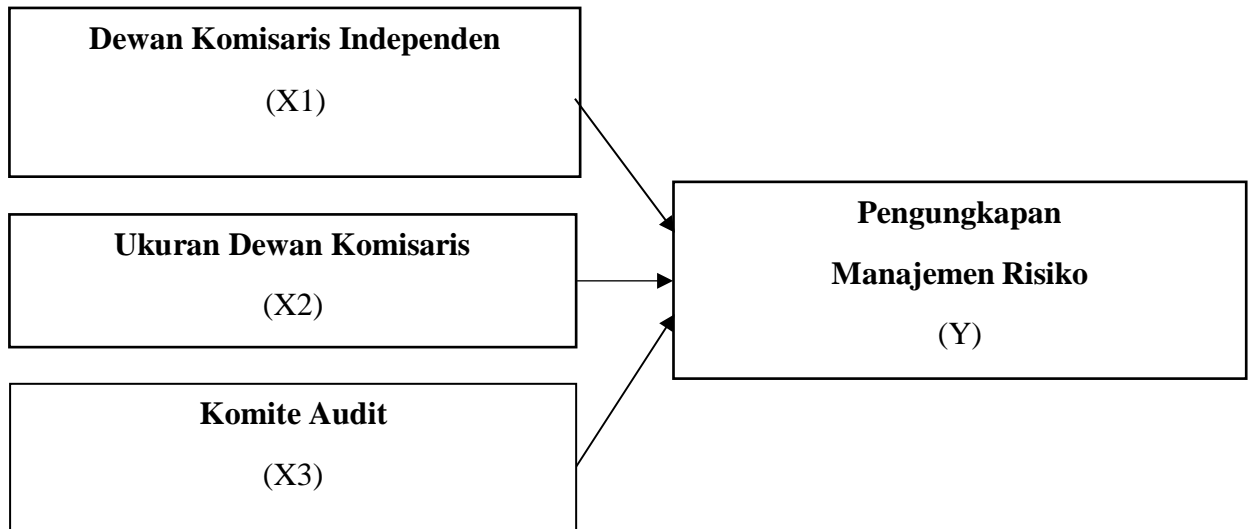 Dewan Komisaris Independen
(X1)
Ukuran Dewan Komisaris
(X2)
Komite Audit
(X3)
Pengungkapan
Manajemen Risiko
(Y)